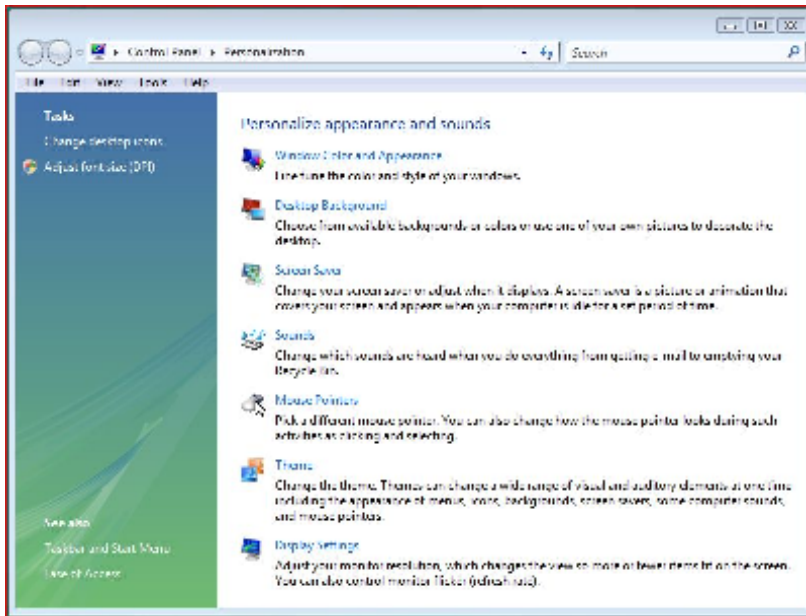 Control Panel ▸ Personalization
Search
File Edit View Tools Help
Tasks
Change desktop icons
Adjust font size (DPI)
Personalize appearance and sounds
Window Color and Appearance
Fine tune the color and style of your windows.
Desktop Background
Choose from available backgrounds or colors or use one of your own pictures to decorate the
desktop.
Screen Saver
Change your screen saver or adjust when it displays. A screen saver is a picture or animation that
covers your screen and appears when your computer is idle for a set period of time.
Sounds
Change which sounds are heard when you do everything from getting e-mail to emptying your
Recycle Bin.
Mouse Pointers
Pick a different mouse pointer. You can also change how the mouse pointer looks during such
activities as clicking and selecting.
Theme
Change the theme. Themes can change a wide range of visual and auditory elements at one time
including the appearance of menus, icons, backgrounds, screen savers, some computer sounds,
and mouse pointers.
Display Settings
Adjust your monitor resolution, which changes the view so more or fewer items fit on the screen.
You can also control monitor flicker (refresh rate).
See also
Taskbar and Start Menu
Ease of Access